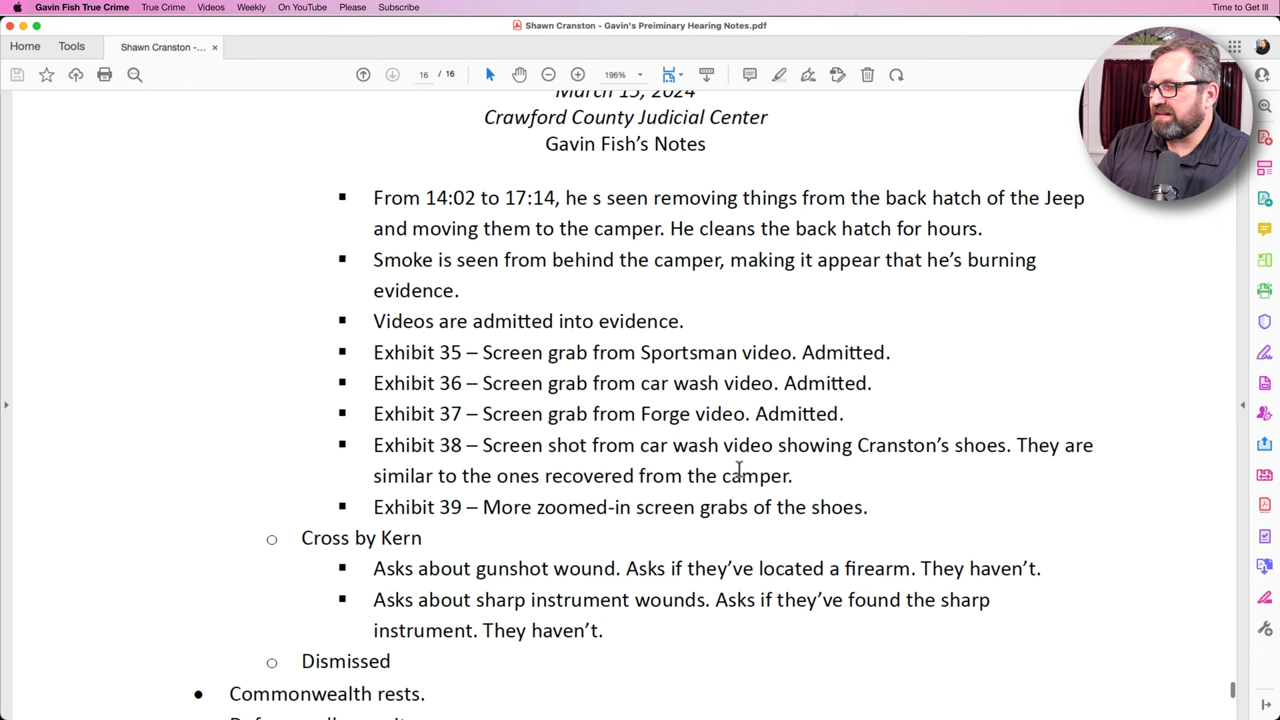 Gavin Fish True Crime True Crime Videos Weekly On YouTube Please Subscribe Time to Get Ill
Shawn Cranston - Gavin's Preiminary Hearing Notes.pdf
Home Tools Shawn Cranston -... ×
16 / 16 196%
March 15, 2024
Crawford County Judicial Center
Gavin Fish's Notes
▪ From 14:02 to 17:14, he s seen removing things from the back hatch of the Jeep
and moving them to the camper. He cleans the back hatch for hours.
▪ Smoke is seen from behind the camper, making it appear that he's burning
evidence.
▪ Videos are admitted into evidence.
▪ Exhibit 35 – Screen grab from Sportsman video. Admitted.
▪ Exhibit 36 – Screen grab from car wash video. Admitted.
▪ Exhibit 37 – Screen grab from Forge video. Admitted.
▪ Exhibit 38 – Screen shot from car wash video showing Cranston's shoes. They are
similar to the ones recovered from the camper.
▪ Exhibit 39 – More zoomed-in screen grabs of the shoes.
○ Cross by Kern
▪ Asks about gunshot wound. Asks if they've located a firearm. They haven't.
▪ Asks about sharp instrument wounds. Asks if they've found the sharp
instrument. They haven't.
○ Dismissed
● Commonwealth rests.